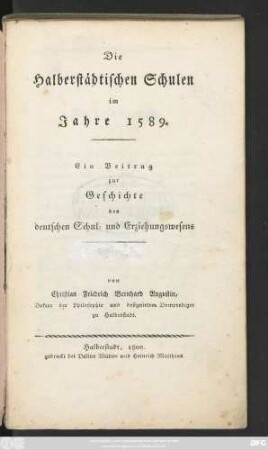 Die
Halberstädtischen Schulen
im
Jahre 1589.
Ein Beitrag
zur
Geschichte
des
deutschen Schul- und Erziehungswesens
von
Christian Friedrich Bernhard Augustin,
Doktor der Philosophie und designirtem Domprediger
zu Halberstadt.
Halberstadt, 1800.
gedruckt bei Delius Wittwe und Heinrich Matthias